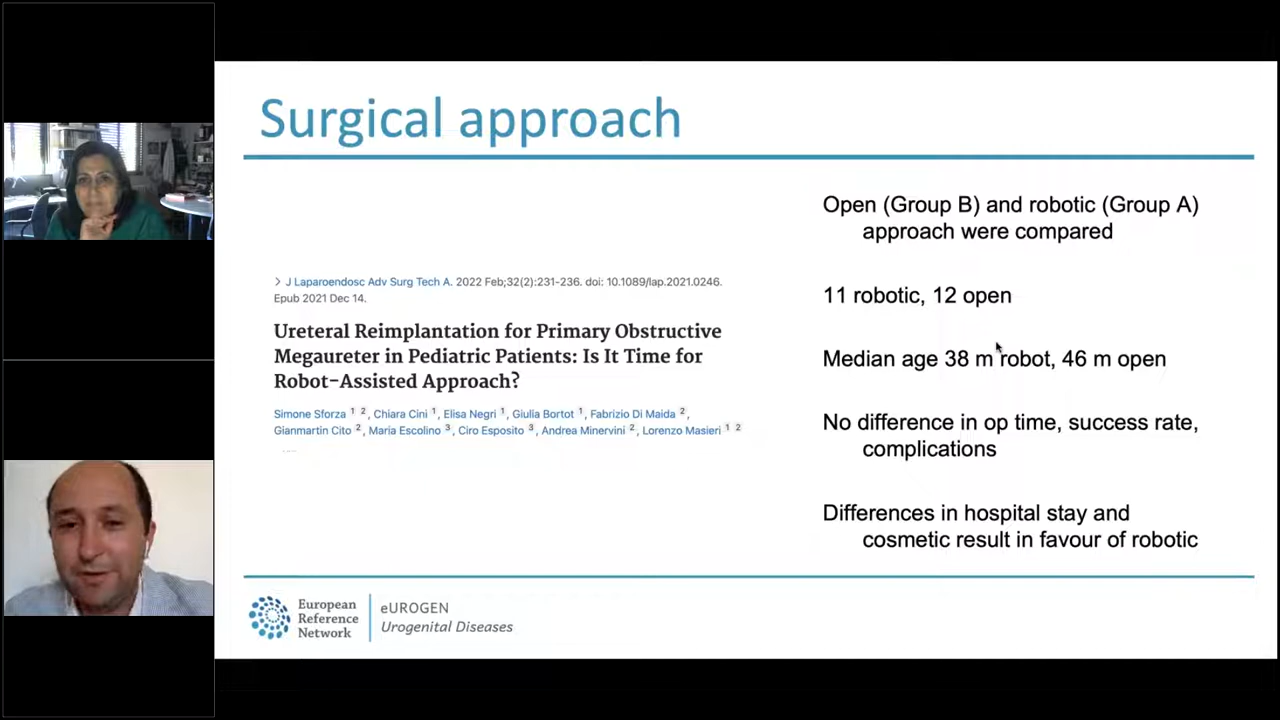 Surgical approach
> J Laparoendosc Adv Surg Tech A. 2022 Feb;32(2):231-236. doi: 10.1089/lap.2021.0246.
Epub 2021 Dec 14.
Ureteral Reimplantation for Primary Obstructive
Megaureter in Pediatric Patients: Is It Time for
Robot-Assisted Approach?
Simone Sforza 1 2, Chiara Cini 1, Elisa Negri 1, Giulia Bortot 1, Fabrizio Di Maida 2,
Gianmartin Cito 2, Maria Escolino 3, Ciro Esposito 3, Andrea Minervini 2, Lorenzo Masieri 1 2
Open (Group B) and robotic (Group A)
approach were compared
11 robotic, 12 open
Median age 38 m robot, 46 m open
No difference in op time, success rate,
complications
Differences in hospital stay and
cosmetic result in favour of robotic
European
Reference
Network
eUROGEN
Urogenital Diseases